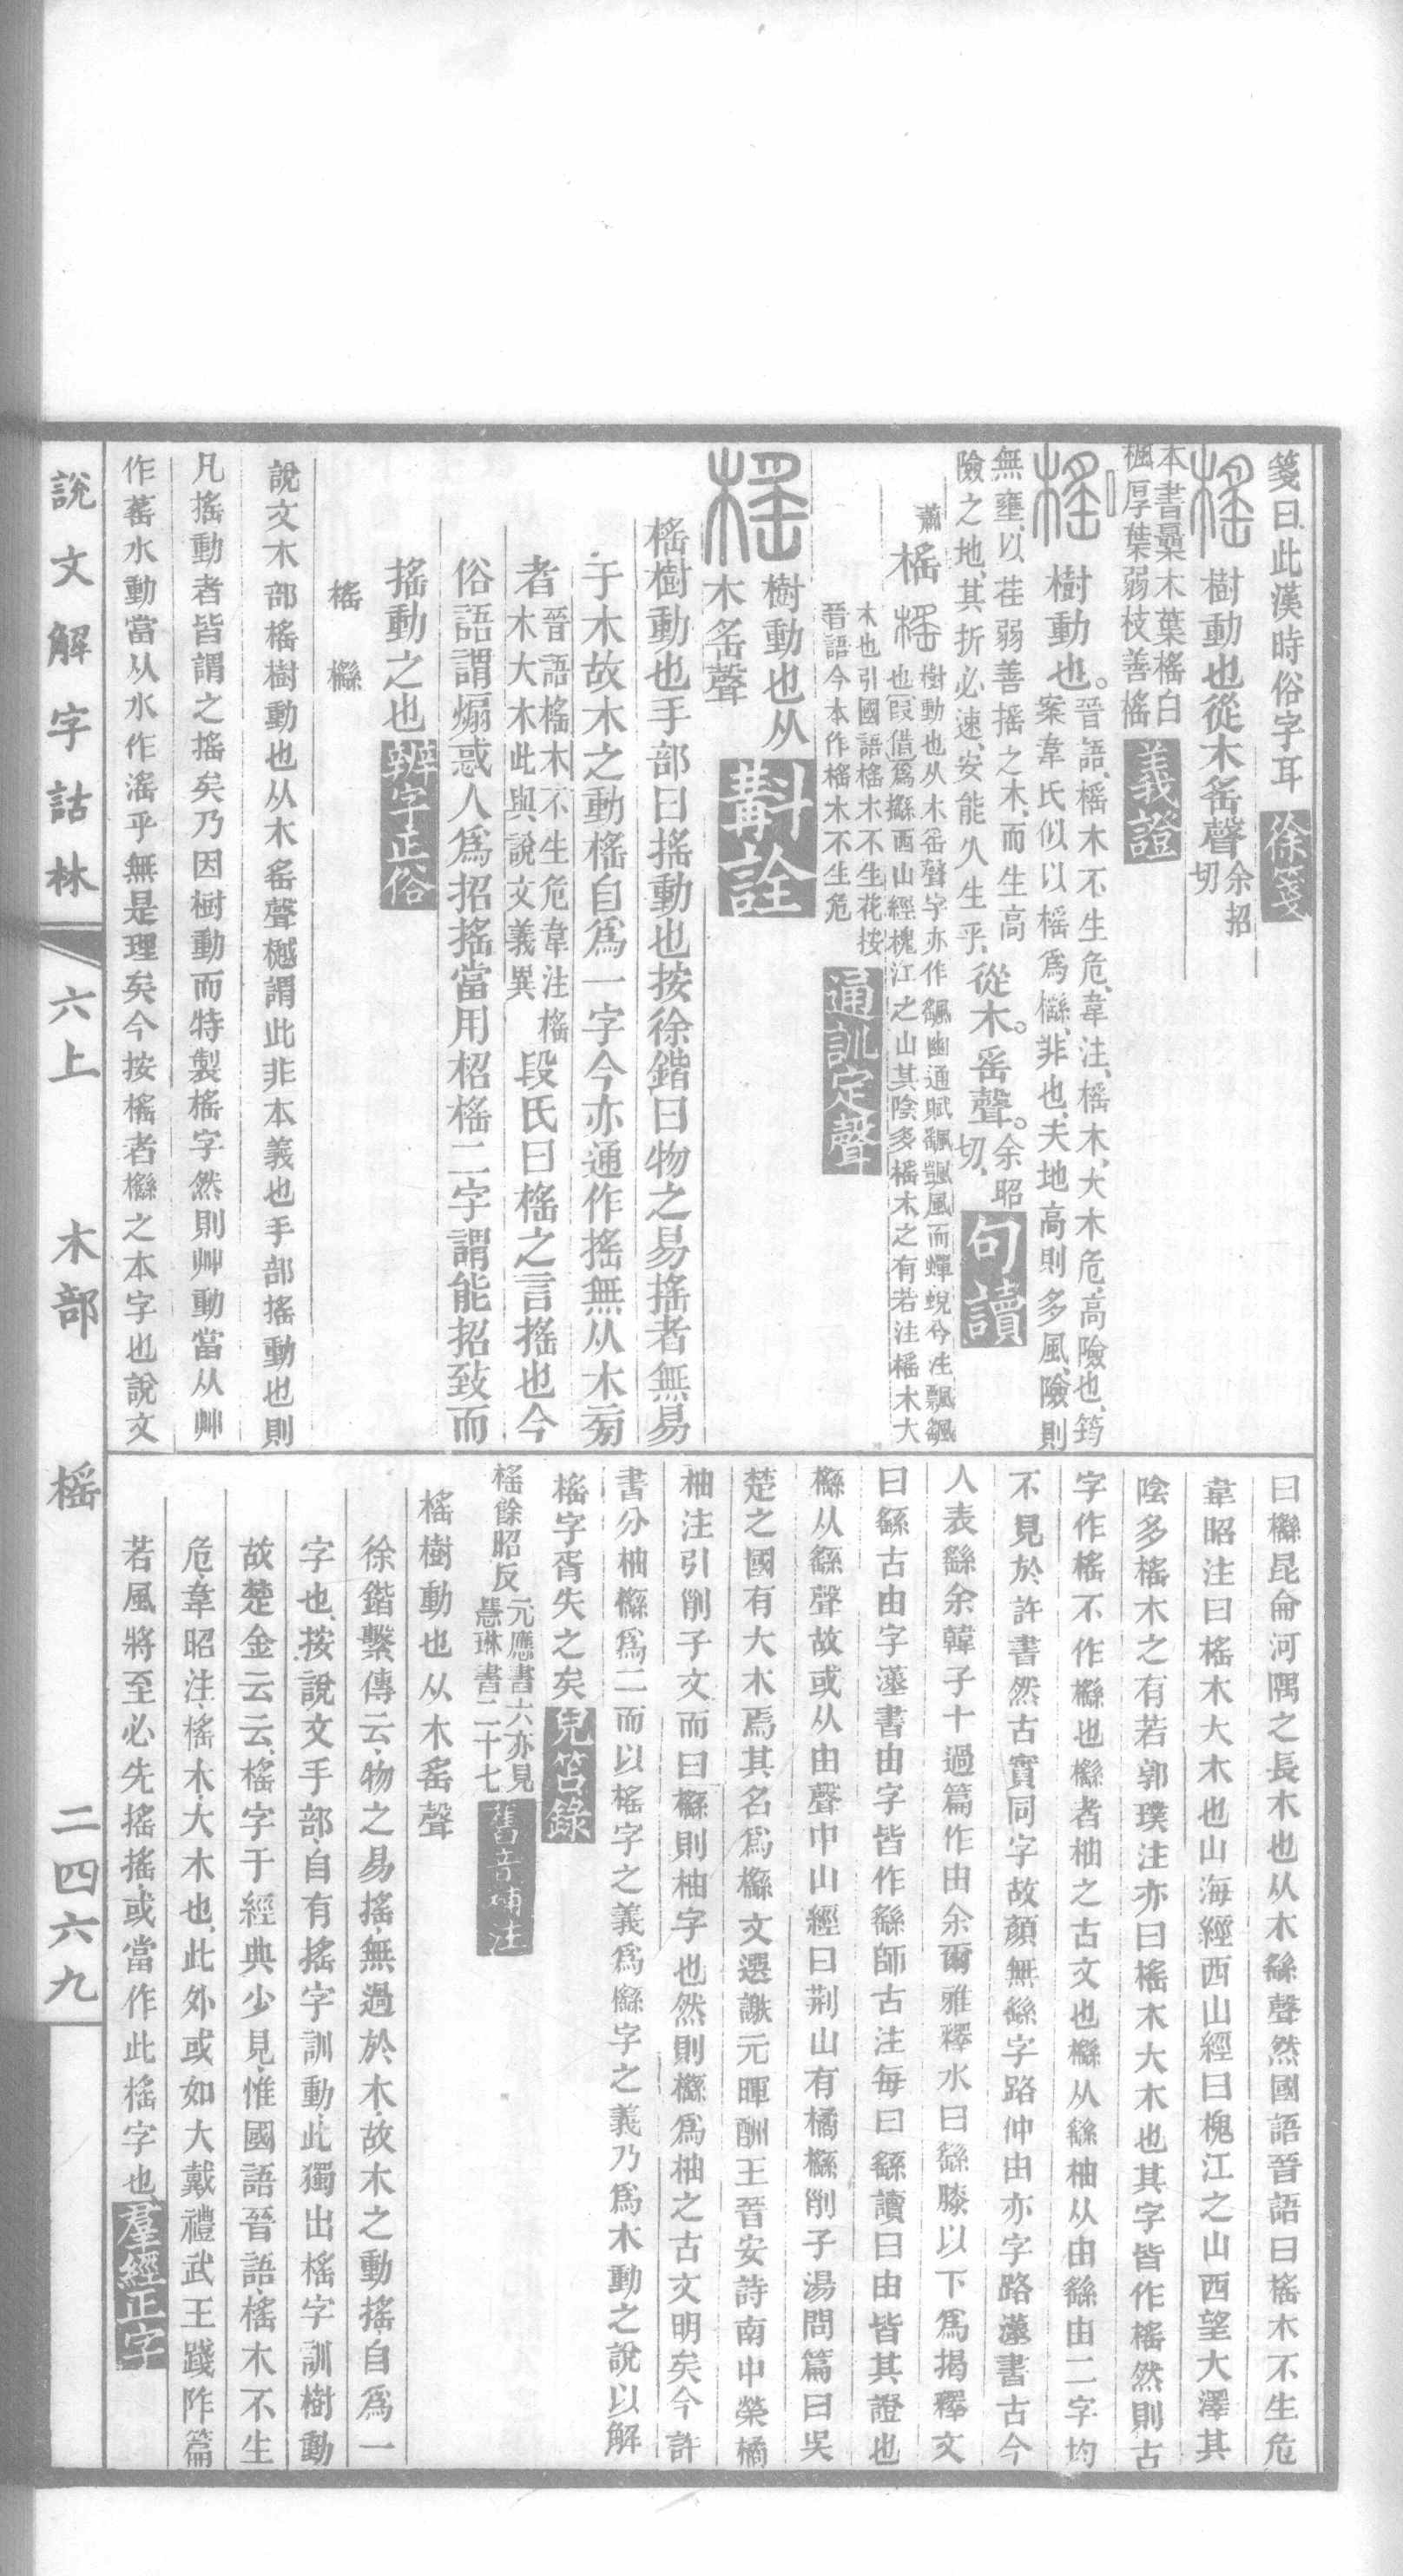 箋曰此漢時俗字耳徐箋
樹動也從木䍃聲余招切
本書槀木葉榣白楓厚葉弱枝善榣義證
樹動也。晉語、榣木不生危、韋注、榣木、大木、危、高險也、筠
案韋氏似以榣爲櫾、非也、夫地高則多風、險則
無壅、以荏弱善搖之木、而生高
險之地、其折必速、安能久生乎、從木。䍃聲。余昭切、句讀
蕭
榣樹動也从木䍃聲字亦作颻幽通賦颻颽風而蟬蛻兮注飄颻
也叚借爲櫾西山經槐江之山其陰多榣木之有若注榣木大
木也引國語榣木不生花按
晉語今本作榣木不生危通訓定聲
榣樹動也从
木䍃聲斠詮
榣樹動也手部曰搖動也按徐鍇曰物之易搖者無易
于木故木之動榣自爲一字今亦通作搖無从木㫄
者晉語榣木不生危韋注榣木大木此與說文義異段氏曰榣之言搖也今
俗語謂煽惑人爲招搖當用柖榣二字謂能招致而
搖動之也辨字正俗
榣　櫾
說文木部榣樹動也从木䍃聲樾謂此非本義也手部搖動也則
凡搖動者皆謂之搖矣乃因樹動而特製榣字然則艸動當从艸
作蓔水動當从水作滛乎無是理矣今按榣者櫾之本字也說文
曰櫾昆侖河隅之長木也从木繇聲然國語晉語曰榣木不生危
韋昭注曰榣木大木也山海經西山經曰槐江之山西望大澤其
陰多榣木之有若郭璞注亦曰榣木大木也其字皆作榣然則古
字作榣不作櫾也櫾者柚之古文也櫾从繇柚从由繇由二字均
不見於許書然古實同字故顏無繇字路仲由亦字路漢書古今
人表繇余韓子十過篇作由余爾雅釋水曰繇膝以下爲揭釋文
曰繇古由字漢書由字皆作繇師古注每曰繇讀曰由皆其證也
櫾从繇聲故或从由聲中山經曰荆山有橘櫾削子湯問篇曰吳
楚之國有大木焉其名爲櫾文選謝元暉酬王晉安詩南中榮橘
柚注引削子文而曰櫾則柚字也然則櫾爲柚之古文明矣今許
書分柚櫾爲二而以榣字之義爲櫾字之義乃爲木動之說以解
榣字胥失之矣兒笘錄
榣餘昭反元應書六亦見慧琳書二十七舊音補注
榣樹動也从木䍃聲
徐鍇繫傳云、物之易搖無過於木、故木之動搖、自爲一
字也、按說文手部、自有搖字訓動、此獨出榣字訓樹動、
故楚金云云、榣字于經典少見、惟國語晉語、榣木不生
危、韋昭注、榣木、大木也、此外或如大戴禮武王踐阼篇
若風將至必先搖搖、或當作此榣字也羣經正字
說文解字詁林　六上　木部　榣　二四六九